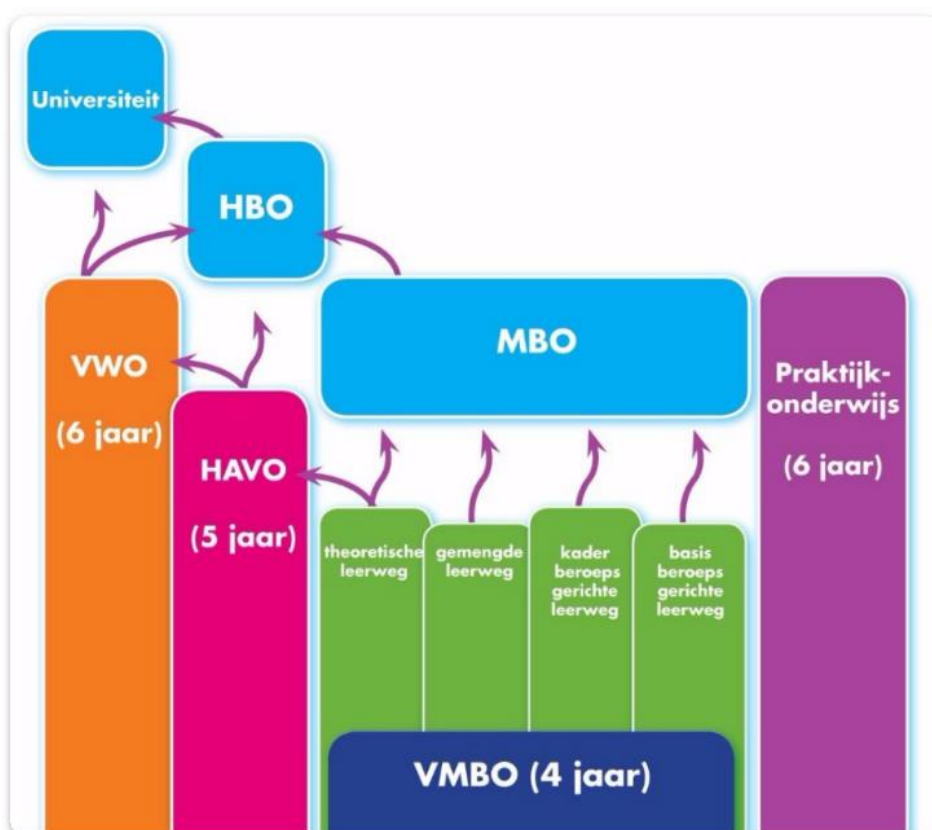 Universiteit
HBO
VWO
(6 jaar)
HAVO
(5 jaar)
MBO
Praktijk-
onderwijs
(6 jaar)
theoretische
leerweg
gemengde
leerweg
kader
beroeps
gerichte
leerweg
basis
beroeps
gerichte
leerweg
VMBO (4 jaar)